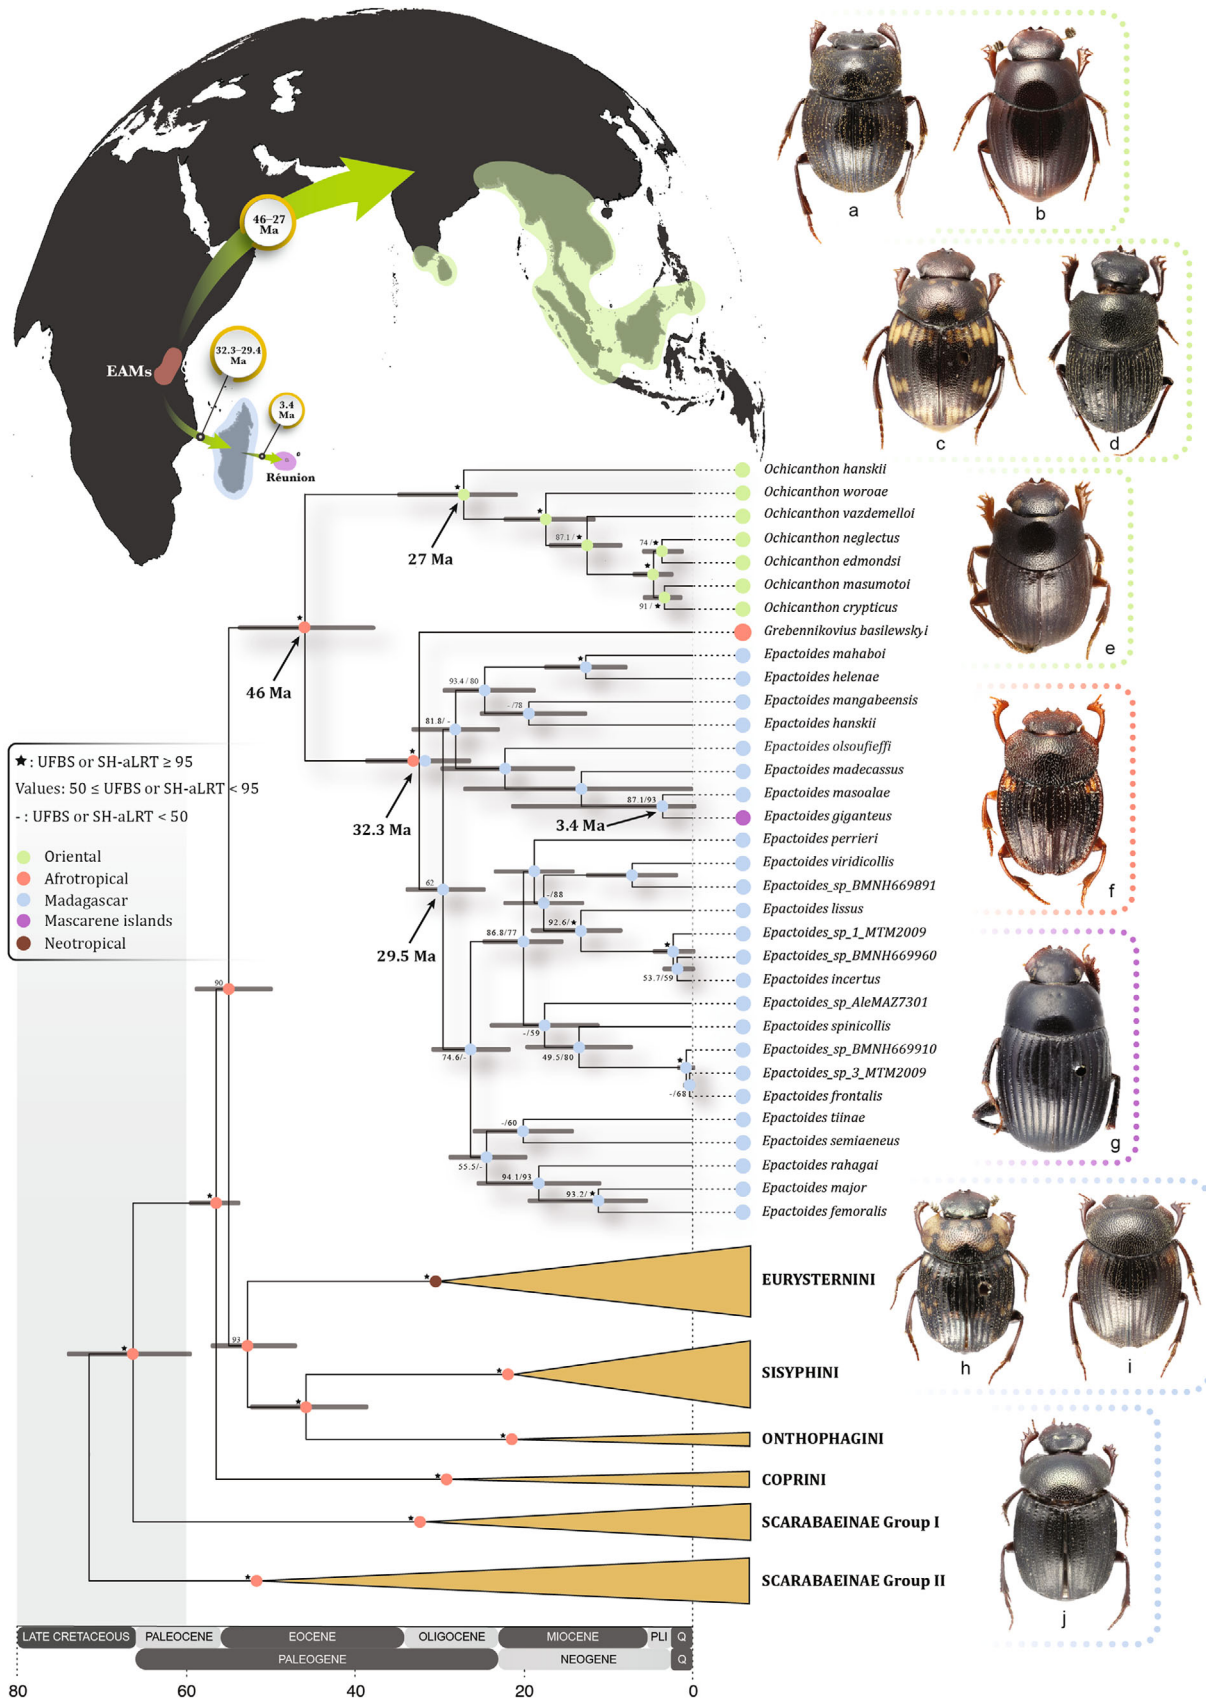 46–27
Ma
EAMs
32.3–29.4
Ma
3.4
Ma
Réunion
a
b
c
d
e
f
g
h
i
j
Ochicanthon hanskii
Ochicanthon woroae
Ochicanthon vazdemelloi
Ochicanthon neglectus
Ochicanthon edmondsi
Ochicanthon masumotoi
Ochicanthon crypticus
Grebennikovius basilewskyi
Epactoides mahaboi
Epactoides helenae
Epactoides mangabeensis
Epactoides hanskii
Epactoides olsoufieffi
Epactoides madecassus
Epactoides masoalae
Epactoides giganteus
Epactoides perrieri
Epactoides viridicollis
Epactoides_sp_BMNH669891
Epactoides lissus
Epactoides_sp_1_MTM2009
Epactoides_sp_BMNH669960
Epactoides incertus
Epactoides_sp_AleMAZ7301
Epactoides spinicollis
Epactoides_sp_BMNH669910
Epactoides_sp_3_MTM2009
Epactoides frontalis
Epactoides tiinae
Epactoides semiaeneus
Epactoides rahagai
Epactoides major
Epactoides femoralis
EURYSTERNINI
SISYPHINI
ONTHOPHAGINI
COPRINI
SCARABAEINAE Group I
SCARABAEINAE Group II
27 Ma
46 Ma
32.3 Ma
3.4 Ma
29.5 Ma
87.1 / ★
74 / ★
91 / ★
93.4 / 80
- /78
81.8/ -
87.1/93
62
-/88
92.6/★
86.8/77
53.7/59
-/59
49.5/80
74.6/-
-/68
-/60
55.5/-
94.1/93
93.2/★
90
93
★ : UFBS or SH-aLRT ≥ 95
Values: 50 ≤ UFBS or SH-aLRT < 95
- : UFBS or SH-aLRT < 50
Oriental
Afrotropical
Madagascar
Mascarene islands
Neotropical
LATE CRETACEOUS PALEOCENE EOCENE OLIGOCENE MIOCENE PLI Q
PALEOGENE NEOGENE Q
80 60 40 20 0